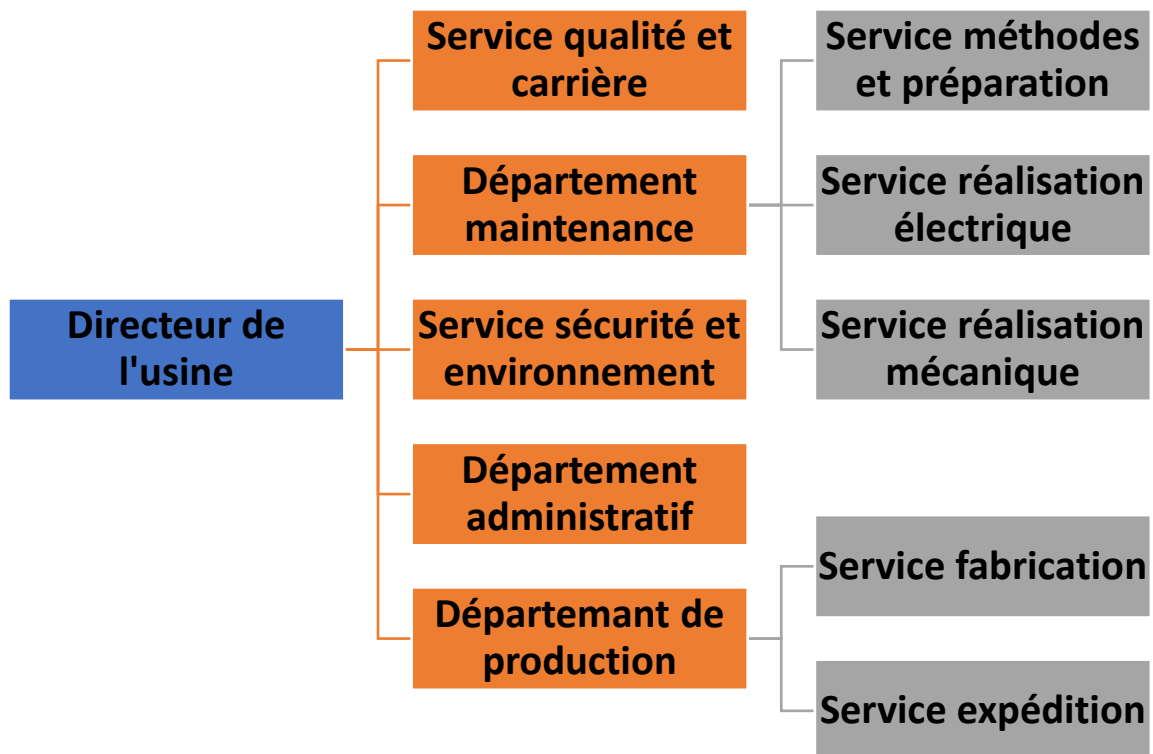 Directeur de
l'usine
Service qualité et
carrière
Département
maintenance
Service sécurité et
environnement
Département
administratif
Départemant de
production
Service méthodes
et préparation
Service réalisation
électrique
Service réalisation
mécanique
Service fabrication
Service expédition